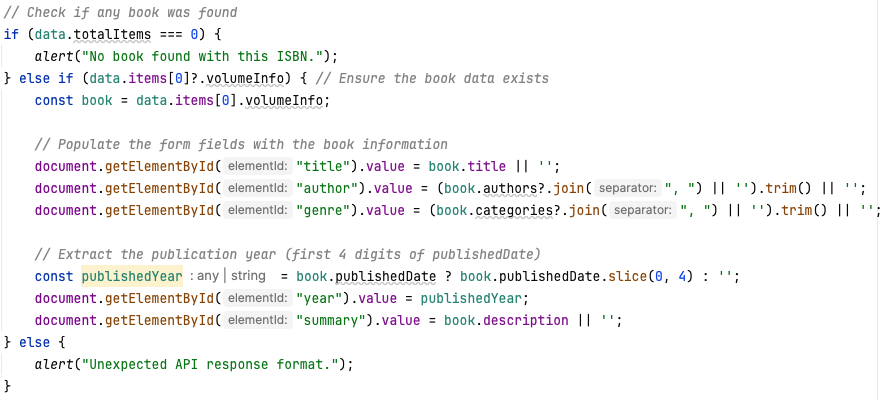 // Check if any book was found
if (data.totalItems === 0) {
    alert("No book found with this ISBN.");
} else if (data.items[0]?.volumeInfo) { // Ensure the book data exists
    const book = data.items[0].volumeInfo;

    // Populate the form fields with the book information
    document.getElementById( elementId: "title").value = book.title || '';
    document.getElementById( elementId: "author").value = (book.authors?.join( separator: ", ") || '').trim() || '';
    document.getElementById( elementId: "genre").value = (book.categories?.join( separator: ", ") || '').trim() || '';

    // Extract the publication year (first 4 digits of publishedDate)
    const publishedYear : any | string = book.publishedDate ? book.publishedDate.slice(0, 4) : '';
    document.getElementById( elementId: "year").value = publishedYear;
    document.getElementById( elementId: "summary").value = book.description || '';
} else {
    alert("Unexpected API response format.");
}